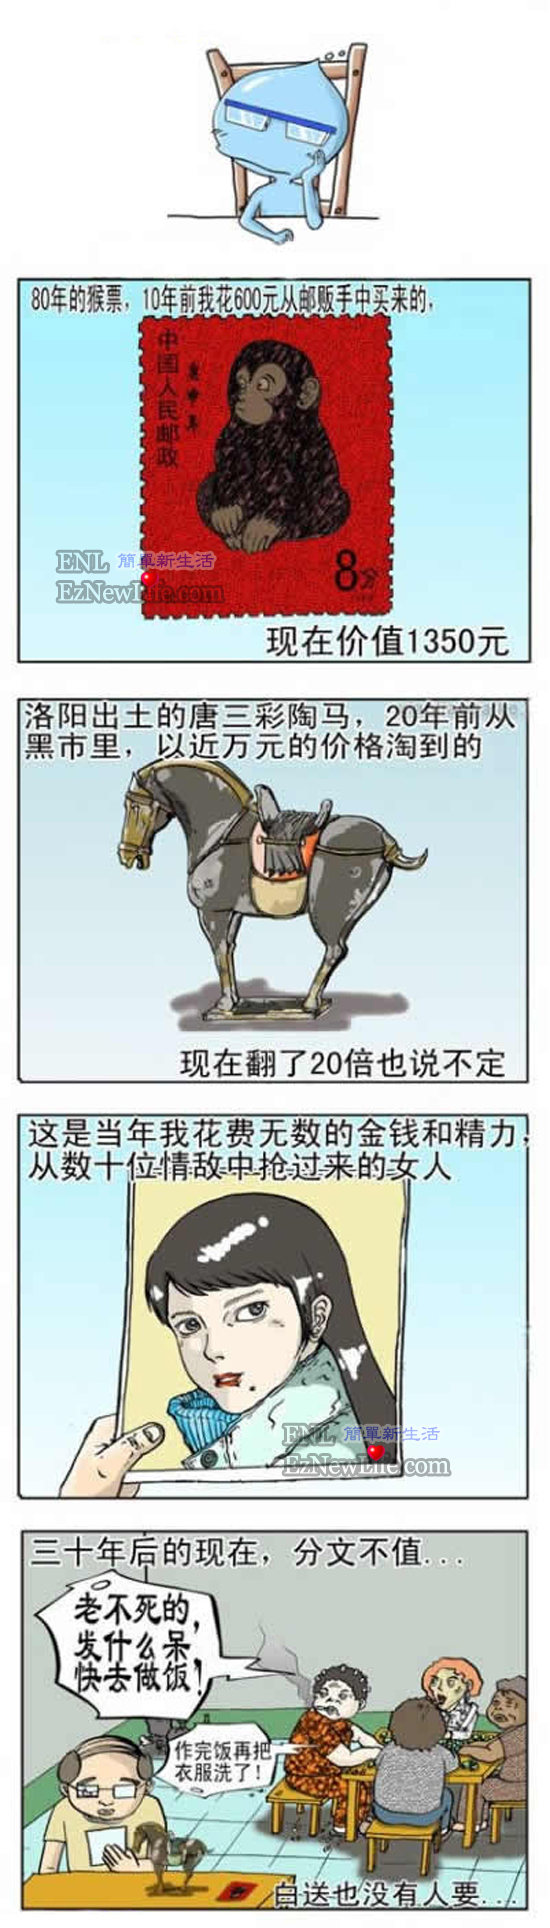 80年的猴票，10年前我花600元从邮贩手中买来的，
中国人民邮政
庚申年
8分
ENL 簡單新生活
EzNewLife.com
现在价值1350元
洛阳出土的唐三彩陶马，20年前从
黑市里，以近万元的价格淘到的
现在翻了20倍也说不定
这是当年我花费无数的金钱和精力，
从数十位情敌中抢过来的女人
ENL 簡單新生活
EzNewLife.com
三十年后的现在，分文不值...
老不死的，
发什么呆
快去做饭！
作完饭再把
衣服洗了！
白送也没有人要...